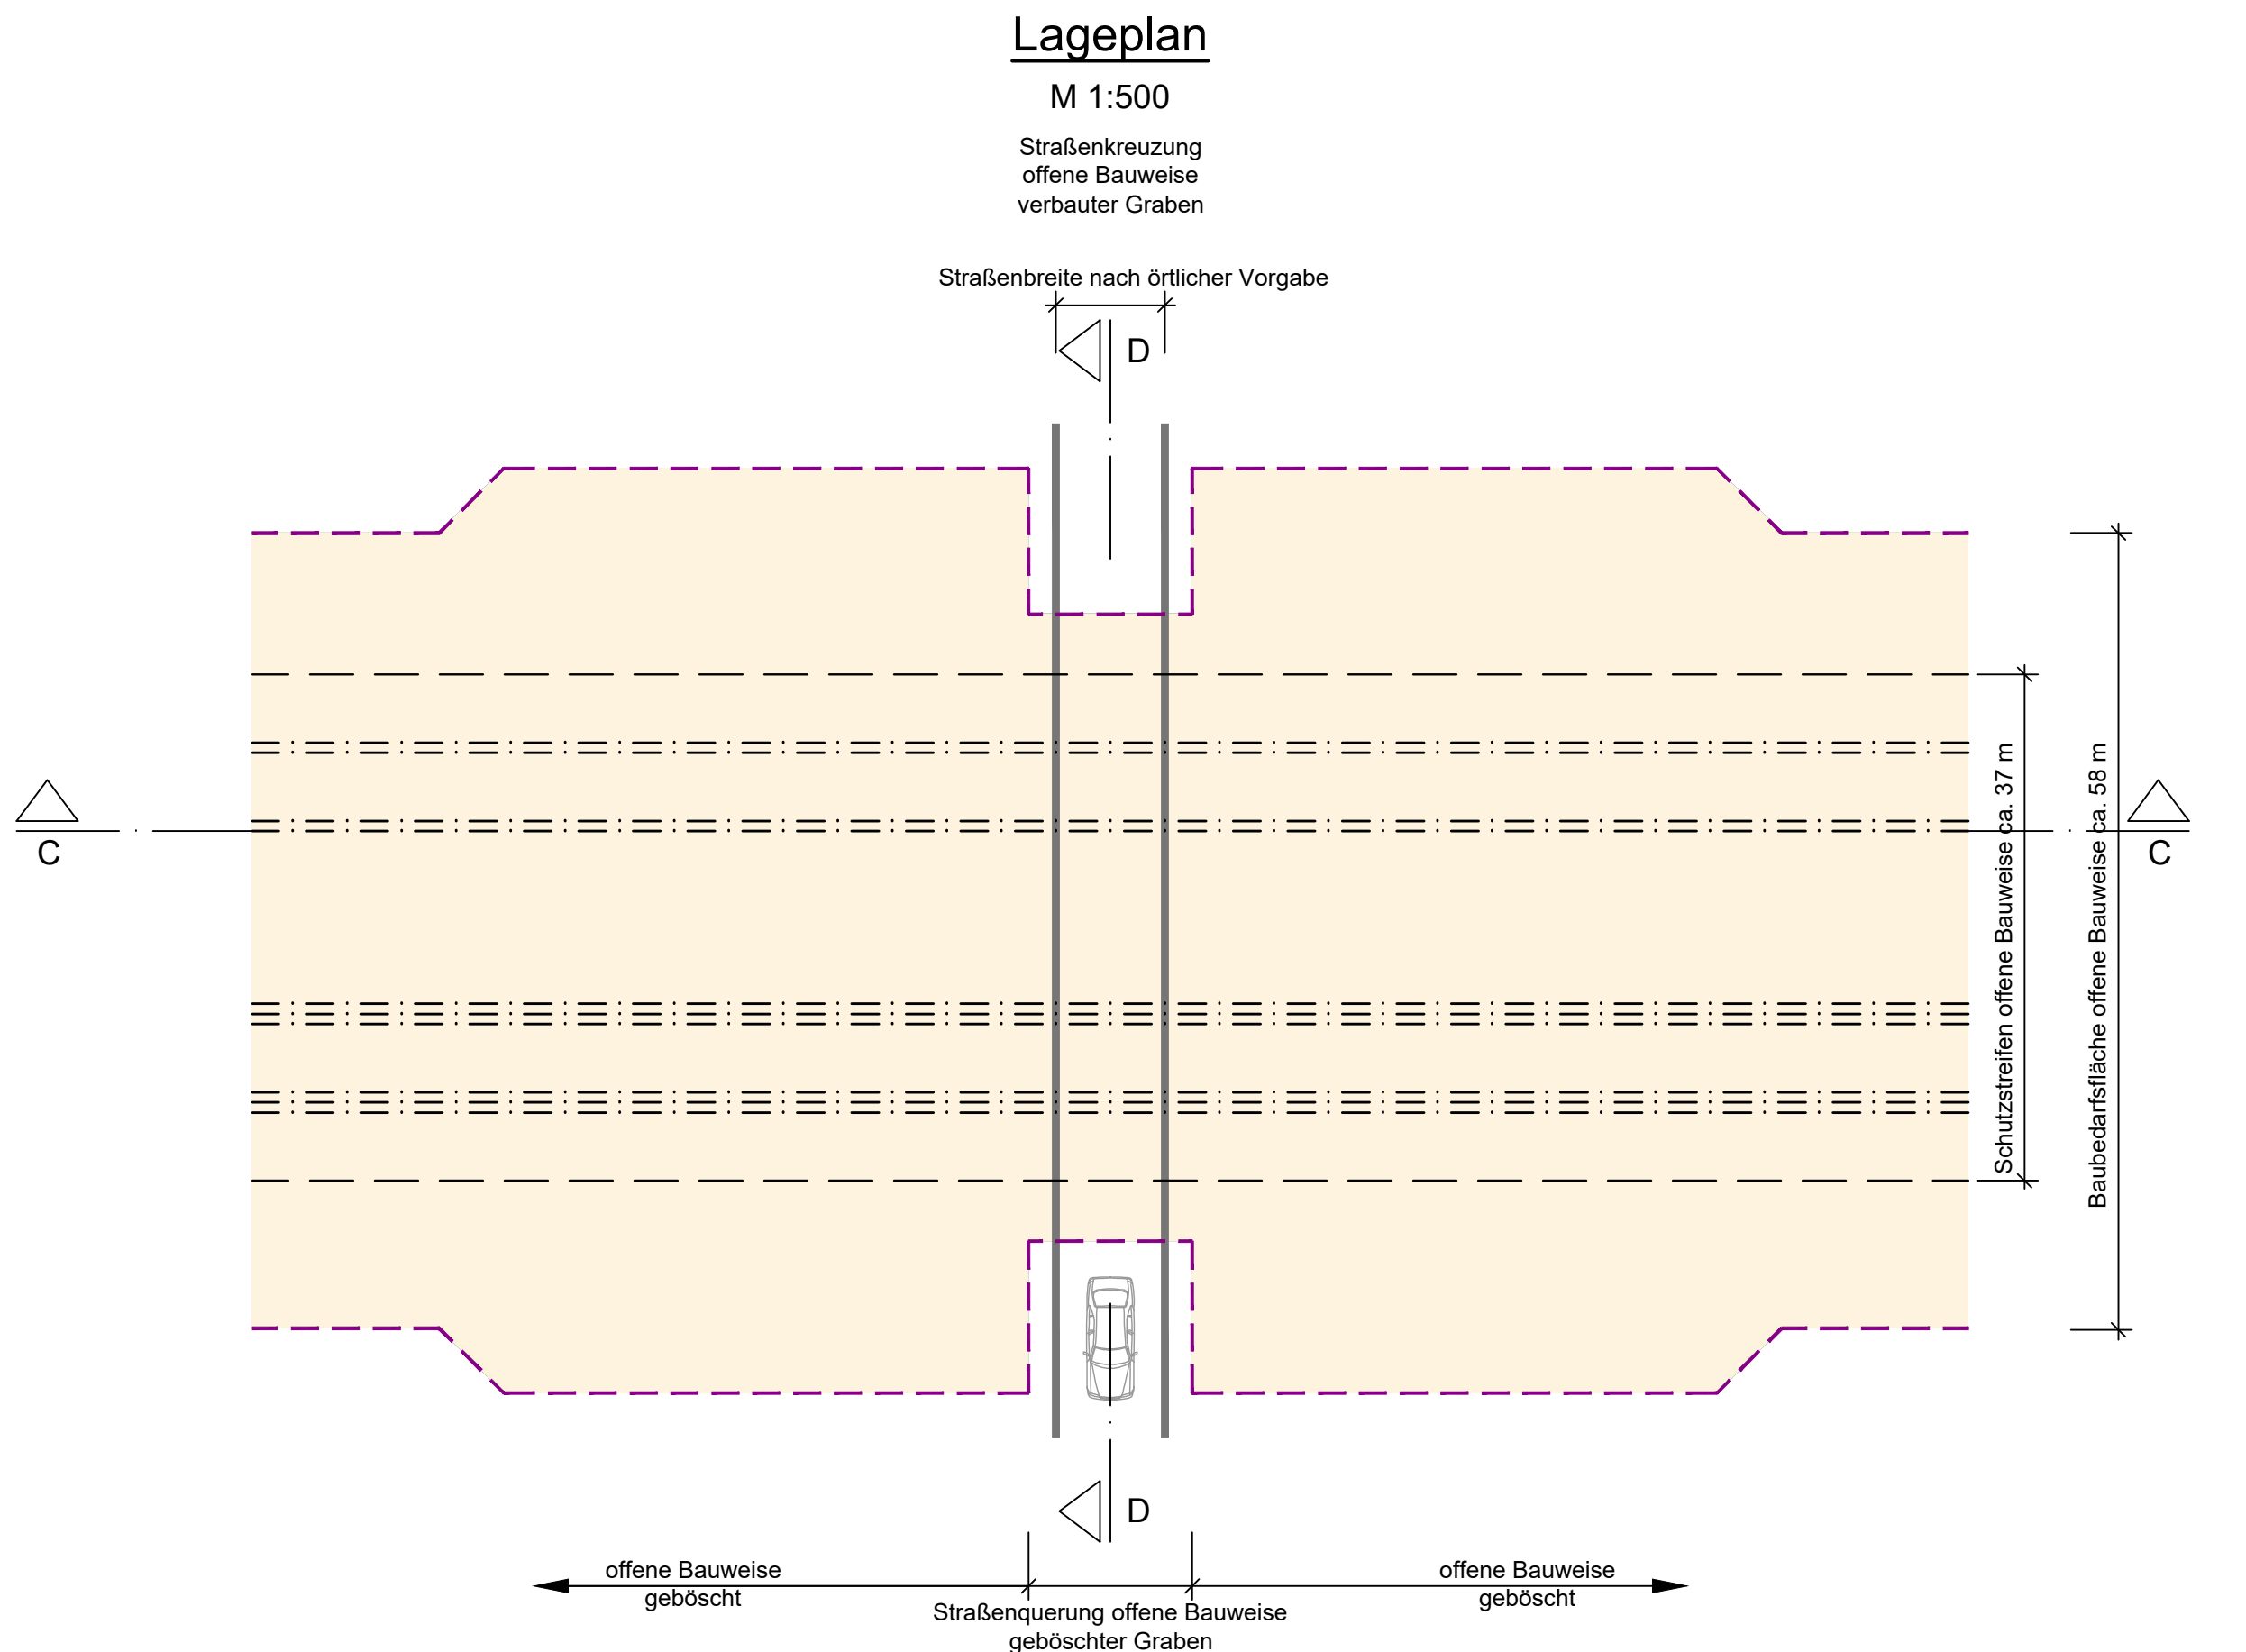 Lageplan
M 1:500
Straßenkreuzung
offene Bauweise
verbauter Graben
Straßenbreite nach örtlicher Vorgabe
D
C
C
Schutzstreifen offene Bauweise ca. 37 m
Baubedarfsfläche offene Bauweise ca. 58 m
D
offene Bauweise
geböscht
offene Bauweise
geböscht
Straßenquerung offene Bauweise
geböschter Graben